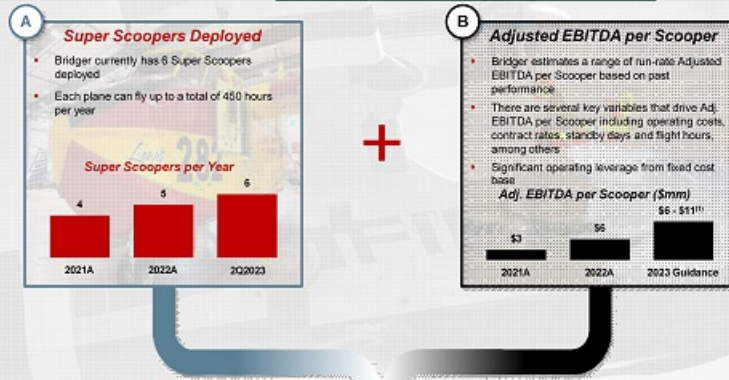 A
Super Scoopers Deployed
Bridger currently has 6 Super Scoopers
deployed
Each plane can fly up to a total of 450 hours
per year
Super Scoopers per Year
4
5
6
2021A
2022A
2Q2023
+
B
Adjusted EBITDA per Scooper
Bridger estimates a range of run-rate Adjusted
EBITDA per Scooper based on past
performance
There are several key variables that drive Adj.
EBITDA per Scooper including operating costs,
contract rates, standby days and flight hours,
among others
Significant operating leverage from fixed cost
base
Adj. EBITDA per Scooper ($mm)
$3
$6
$6 - $11(1)
2021A
2022A
2023 Guidance